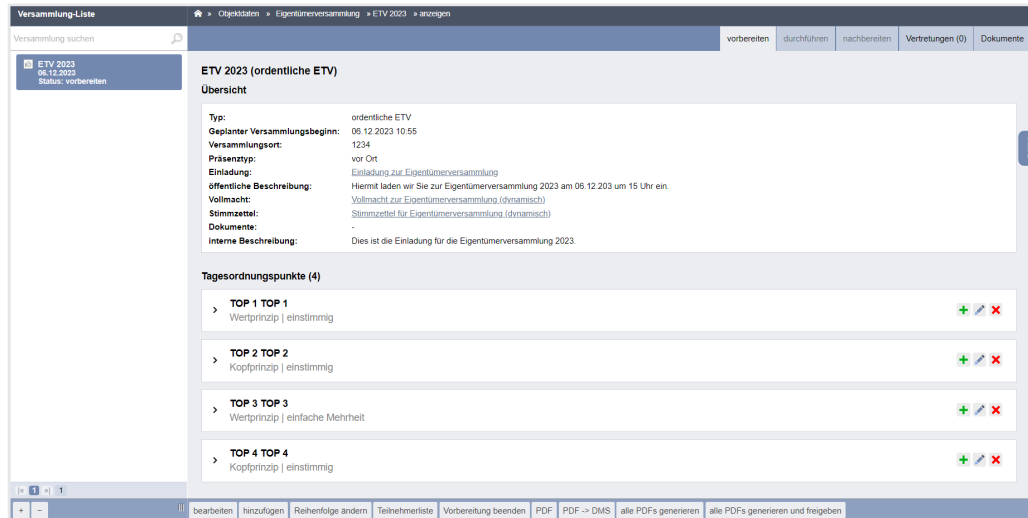 Versammlung-Liste
» Objektdaten » Eigentümerversammlung » ETV 2023 » anzeigen
Versammlung suchen
vorbereiten durchführen nachbereiten Vertretungen (0) Dokumente
ETV 2023
06.12.2023
Status: vorbereiten
ETV 2023 (ordentliche ETV)
Übersicht
Typ: ordentliche ETV
Geplanter Versammlungsbeginn: 06.12.2023 10:55
Versammlungsort: 1234
Präsenztyp: vor Ort
Einladung: Einladung zur Eigentümerversammlung
öffentliche Beschreibung: Hiermit laden wir Sie zur Eigentümerversammlung 2023 am 06.12.203 um 15 Uhr ein.
Vollmacht: Vollmacht zur Eigentümerversammlung (dynamisch)
Stimmzettel: Stimmzettel für Eigentümerversammlung (dynamisch)
Dokumente: -
interne Beschreibung: Dies ist die Einladung für die Eigentümerversammlung 2023.
Tagesordnungspunkte (4)
TOP 1 TOP 1
Wertprinzip | einstimmig
TOP 2 TOP 2
Kopfprinzip | einstimmig
TOP 3 TOP 3
Wertprinzip | einfache Mehrheit
TOP 4 TOP 4
Kopfprinzip | einstimmig
|« 1 »| 1
+ - bearbeiten hinzufügen Reihenfolge ändern Teilnehmerliste Vorbereitung beenden PDF PDF -> DMS alle PDFs generieren alle PDFs generieren und freigeben